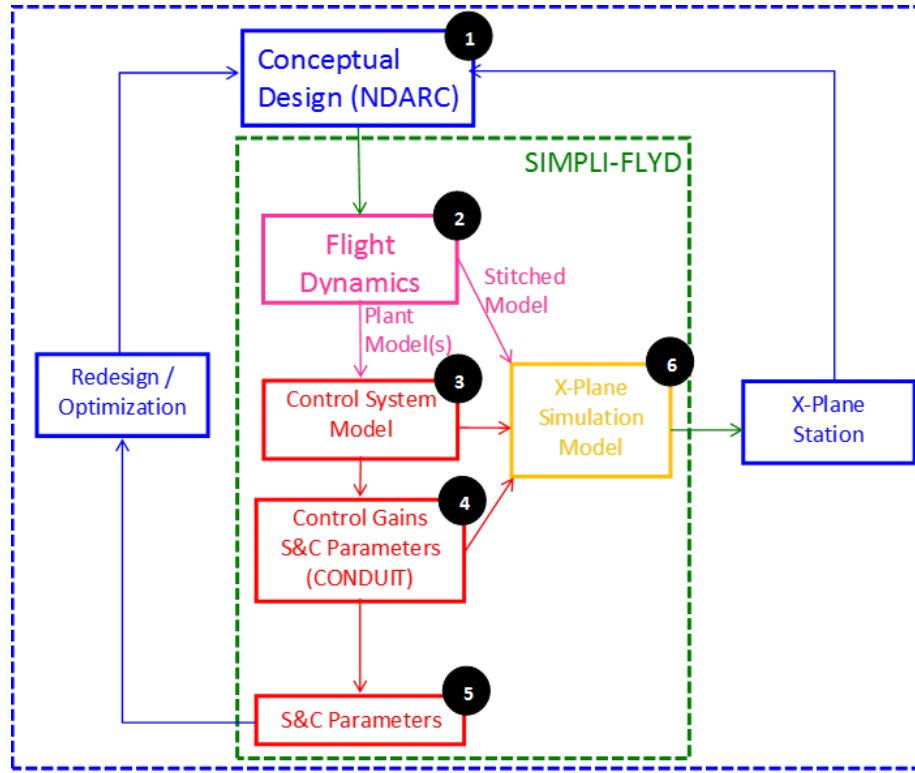 1
Conceptual
Design (NDARC)
SIMPLI-FLYD
2
Flight
Dynamics
Stitched
Model
Plant
Model(s)
3
Control System
Model
6
X-Plane
Simulation
Model
Redesign /
Optimization
X-Plane
Station
4
Control Gains
S&C Parameters
(CONDUIT)
5
S&C Parameters